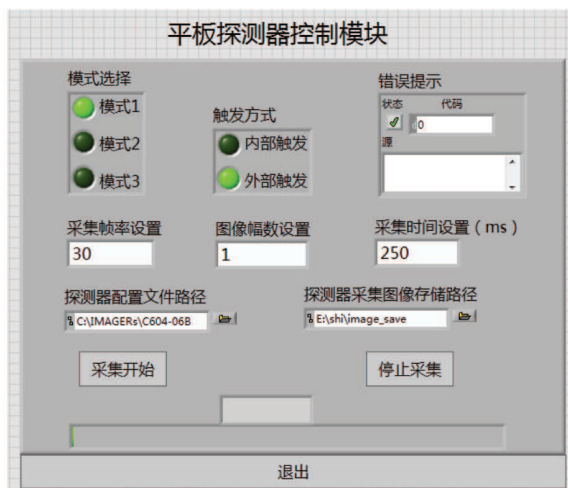 平板探测器控制模块
模式选择
模式1
模式2
模式3
触发方式
内部触发
外部触发
错误提示
状态 代码
0
源
采集帧率设置
30
图像幅数设置
1
采集时间设置（ms）
250
探测器配置文件路径
C:\IMAGERs\C604-06B
探测器采集图像存储路径
E:\shi\image_save
采集开始
停止采集
退出